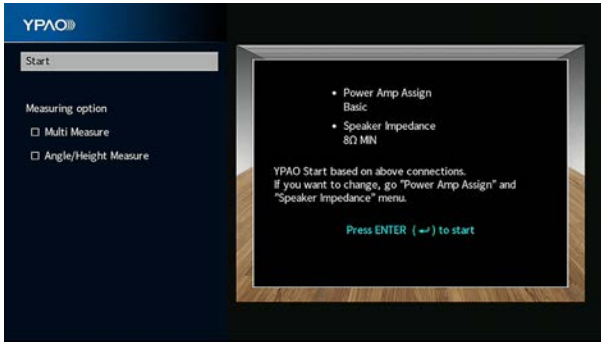 YPAO
Start
Measuring option
Multi Measure
Angle/Height Measure
• Power Amp Assign
Basic
• Speaker Impedance
8Ω MIN
YPAO Start based on above connections.
If you want to change, go "Power Amp Assign" and
"Speaker Impedance" menu.
Press ENTER (↵) to start